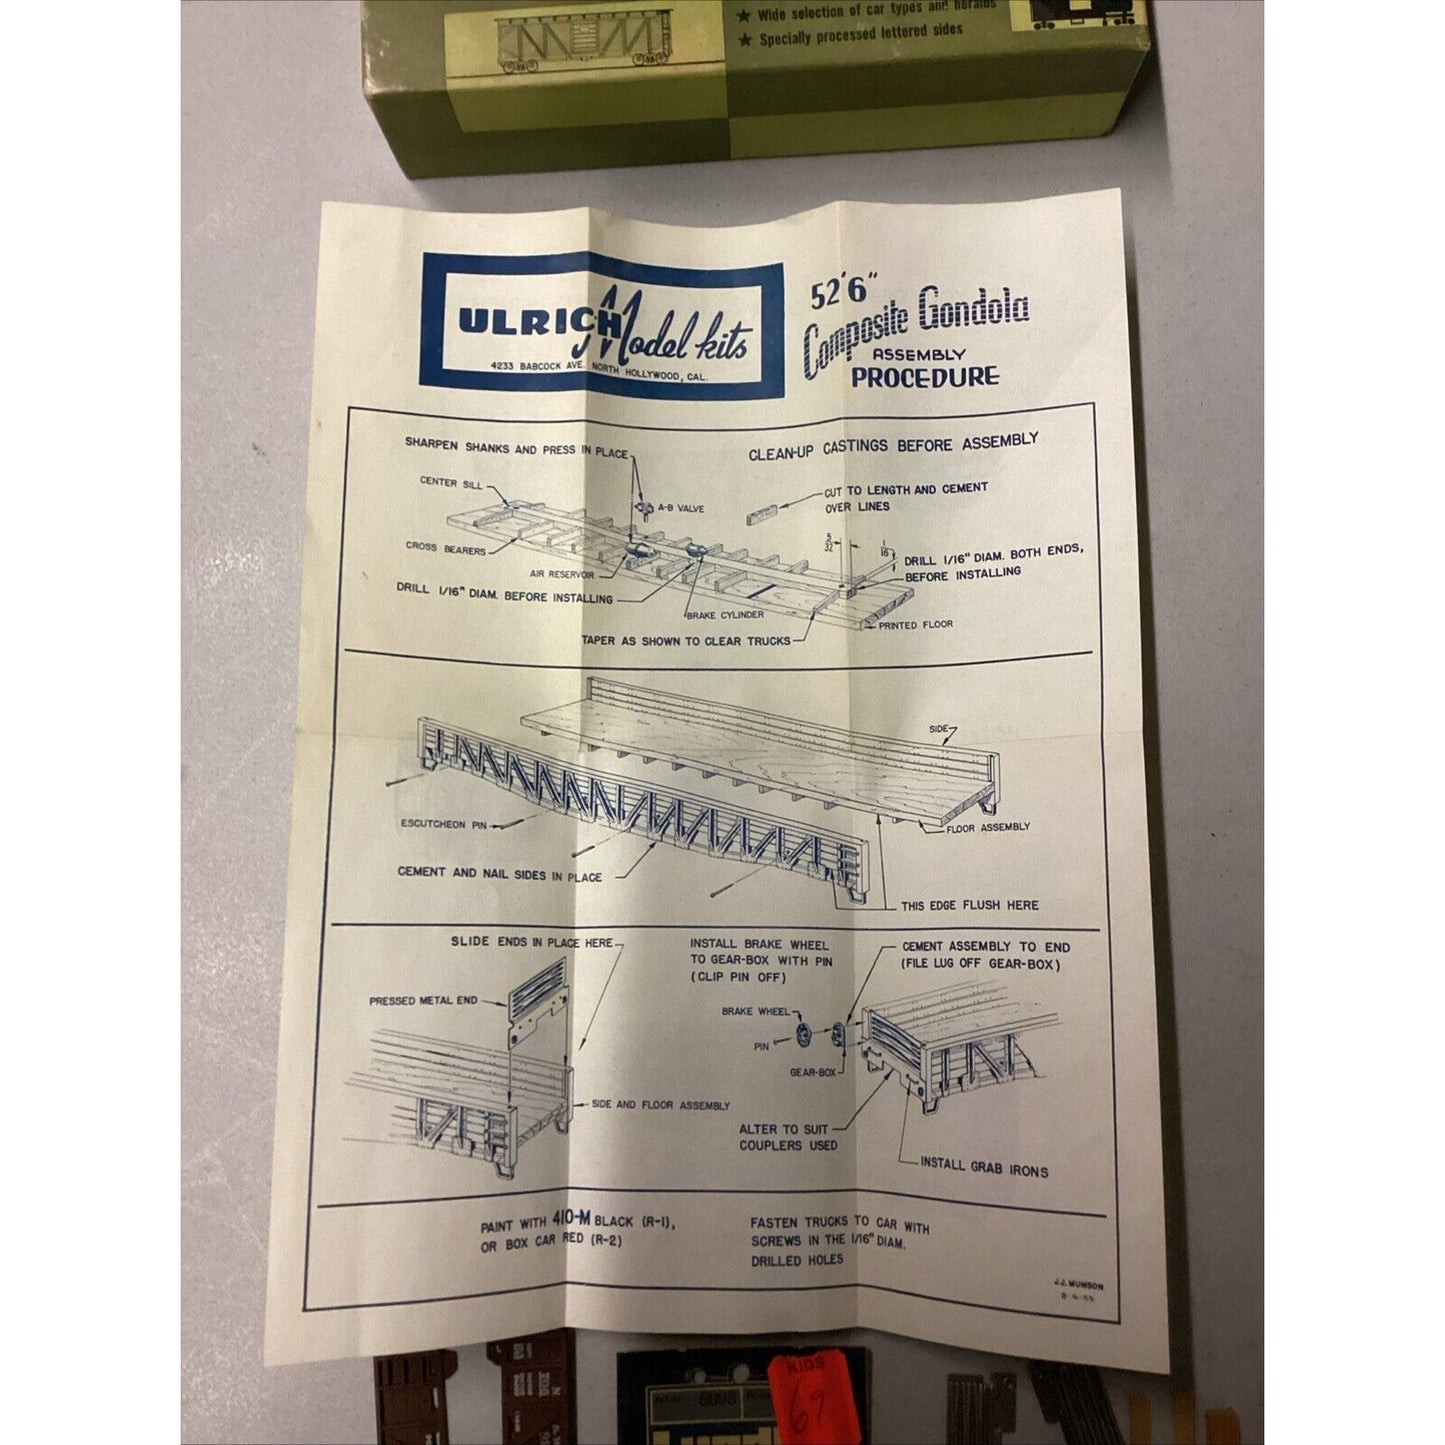 ★ Wide selection of car types and heralds
★ Specially processed lettered sides
ULRICH Model kits
4233 BABCOCK AVE. NORTH HOLLYWOOD, CAL.
52'6"
Composite Gondola
ASSEMBLY
PROCEDURE
SHARPEN SHANKS AND PRESS IN PLACE
CLEAN-UP CASTINGS BEFORE ASSEMBLY
CENTER SILL
A-B VALVE
CUT TO LENGTH AND CEMENT
OVER LINES
CROSS BEARERS
AIR RESERVOIR
5/32
1/16
DRILL 1/16" DIAM. BOTH ENDS,
BEFORE INSTALLING
DRILL 1/16" DIAM. BEFORE INSTALLING
BRAKE CYLINDER
PRINTED FLOOR
TAPER AS SHOWN TO CLEAR TRUCKS
SIDE
ESCUTCHEON PIN
FLOOR ASSEMBLY
CEMENT AND NAIL SIDES IN PLACE
THIS EDGE FLUSH HERE
SLIDE ENDS IN PLACE HERE
PRESSED METAL END
SIDE AND FLOOR ASSEMBLY
INSTALL BRAKE WHEEL
TO GEAR-BOX WITH PIN
(CLIP PIN OFF)
CEMENT ASSEMBLY TO END
(FILE LUG OFF GEAR-BOX)
BRAKE WHEEL
PIN
GEAR-BOX
ALTER TO SUIT
COUPLERS USED
INSTALL GRAB IRONS
PAINT WITH 410-M BLACK (R-1),
OR BOX CAR RED (R-2)
FASTEN TRUCKS TO CAR WITH
SCREWS IN THE 1/16" DIAM.
DRILLED HOLES
J.J. MUNSON
KIDS
69